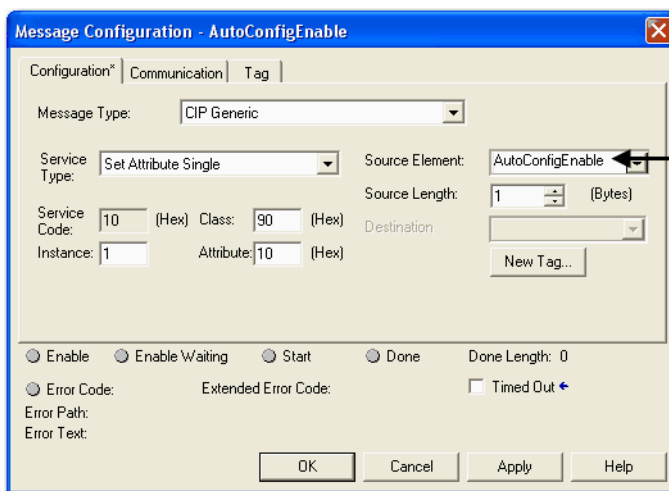 Message Configuration - AutoConfigEnable
Configuration* Communication Tag
Message Type: CIP Generic
Service Type: Set Attribute Single
Source Element: AutoConfigEnable
Source Length: 1 (Bytes)
Service Code: 10 (Hex) Class: 90 (Hex)
Destination
Instance: 1 Attribute: 10 (Hex)
New Tag...
Enable Enable Waiting Start Done Done Length: 0
Error Code: Extended Error Code: Timed Out
Error Path:
Error Text:
OK Cancel Apply Help